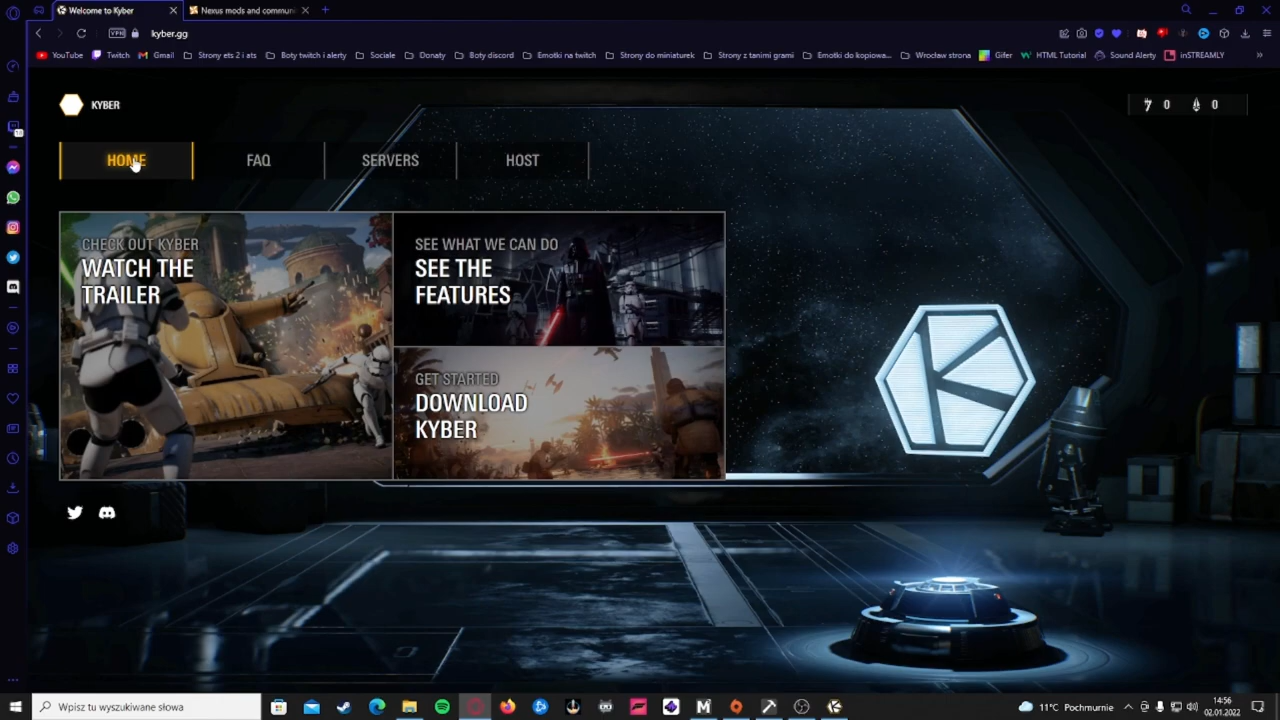 Welcome to Kyber
Nexus mods and commun
VPN
kyber.gg
YouTube
Twitch
Gmail
Strony ets 2 i ats
Boty twitch i alerty
Sociale
Donaty
Boty discord
Emotki na twitch
Strony do miniaturek
Strony z tanimi grami
Emotki do kopiowa...
Wrocław strona
Gifer
HTML Tutorial
Sound Alerty
inSTREAMLY
KYBER
0
0
HOME
FAQ
SERVERS
HOST
CHECK OUT KYBER
WATCH THE
TRAILER
SEE WHAT WE CAN DO
SEE THE
FEATURES
GET STARTED
DOWNLOAD
KYBER
Wpisz tu wyszukiwane słowa
11°C Pochmurnie
14:56
02.01.2022